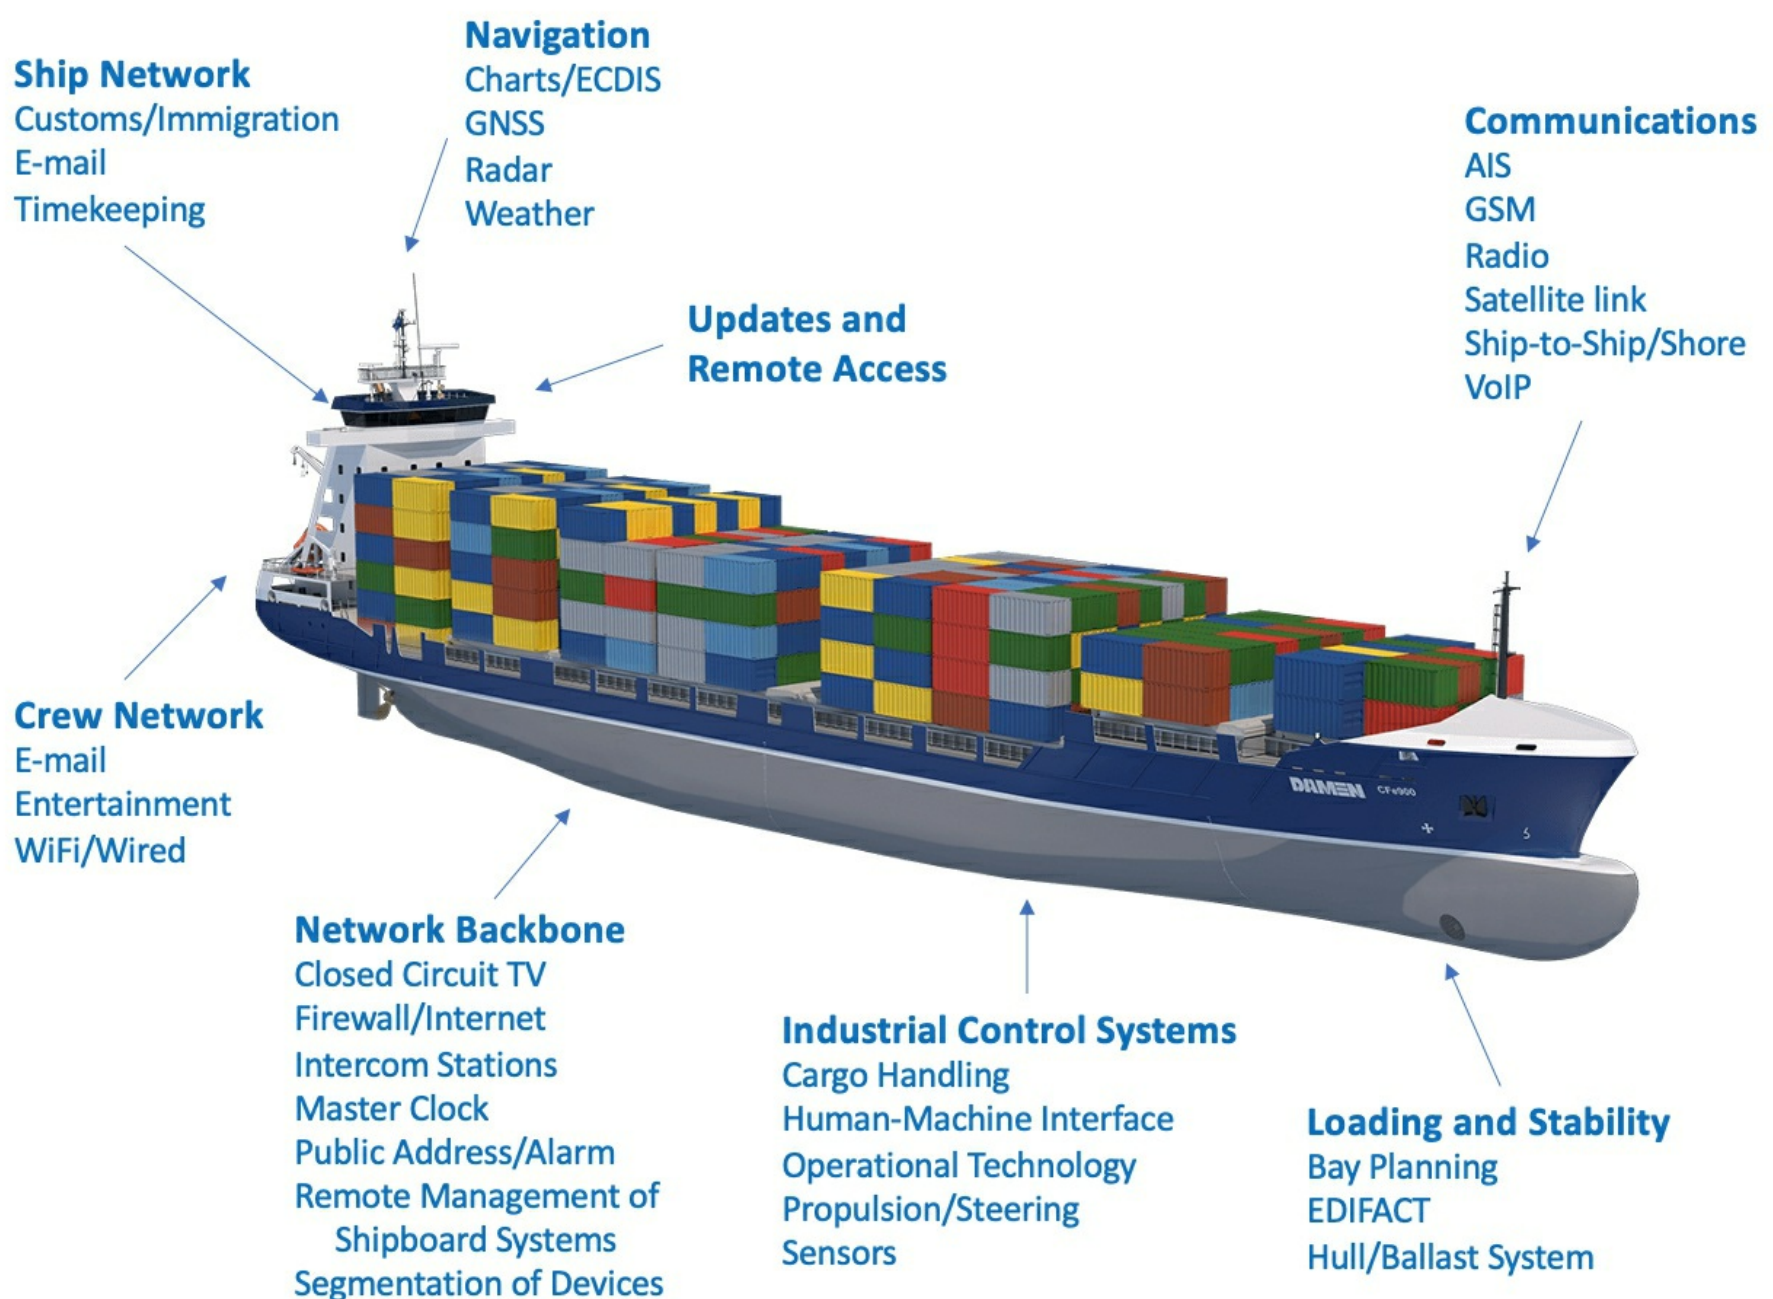 Navigation
Charts/ECDIS
GNSS
Radar
Weather
Ship Network
Customs/Immigration
E-mail
Timekeeping
Communications
AIS
GSM
Radio
Satellite link
Ship-to-Ship/Shore
VoIP
Updates and
Remote Access
Crew Network
E-mail
Entertainment
WiFi/Wired
DAMEN CFe900
Network Backbone
Closed Circuit TV
Firewall/Internet
Intercom Stations
Master Clock
Public Address/Alarm
Remote Management of
Shipboard Systems
Segmentation of Devices
Industrial Control Systems
Cargo Handling
Human-Machine Interface
Operational Technology
Propulsion/Steering
Sensors
Loading and Stability
Bay Planning
EDIFACT
Hull/Ballast System